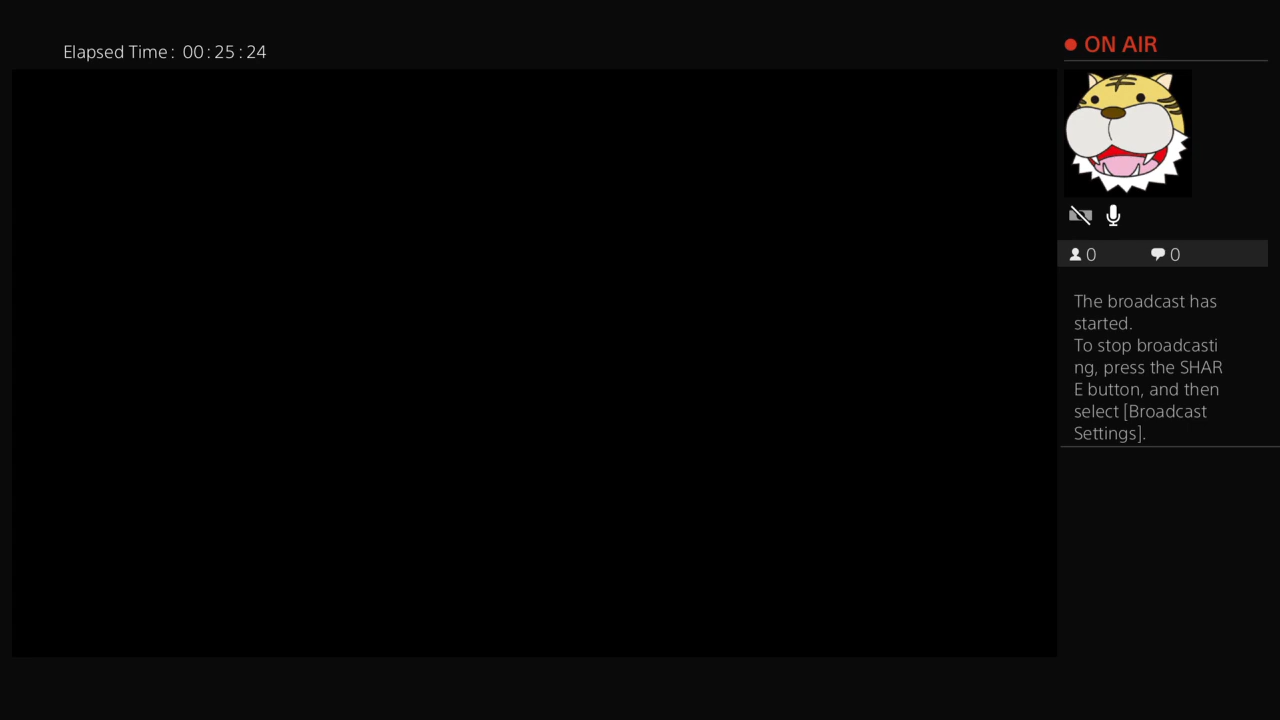 Elapsed Time: 00:25:24
ON AIR
0 0
The broadcast has
started.
To stop broadcasti
ng, press the SHAR
E button, and then
select [Broadcast
Settings].